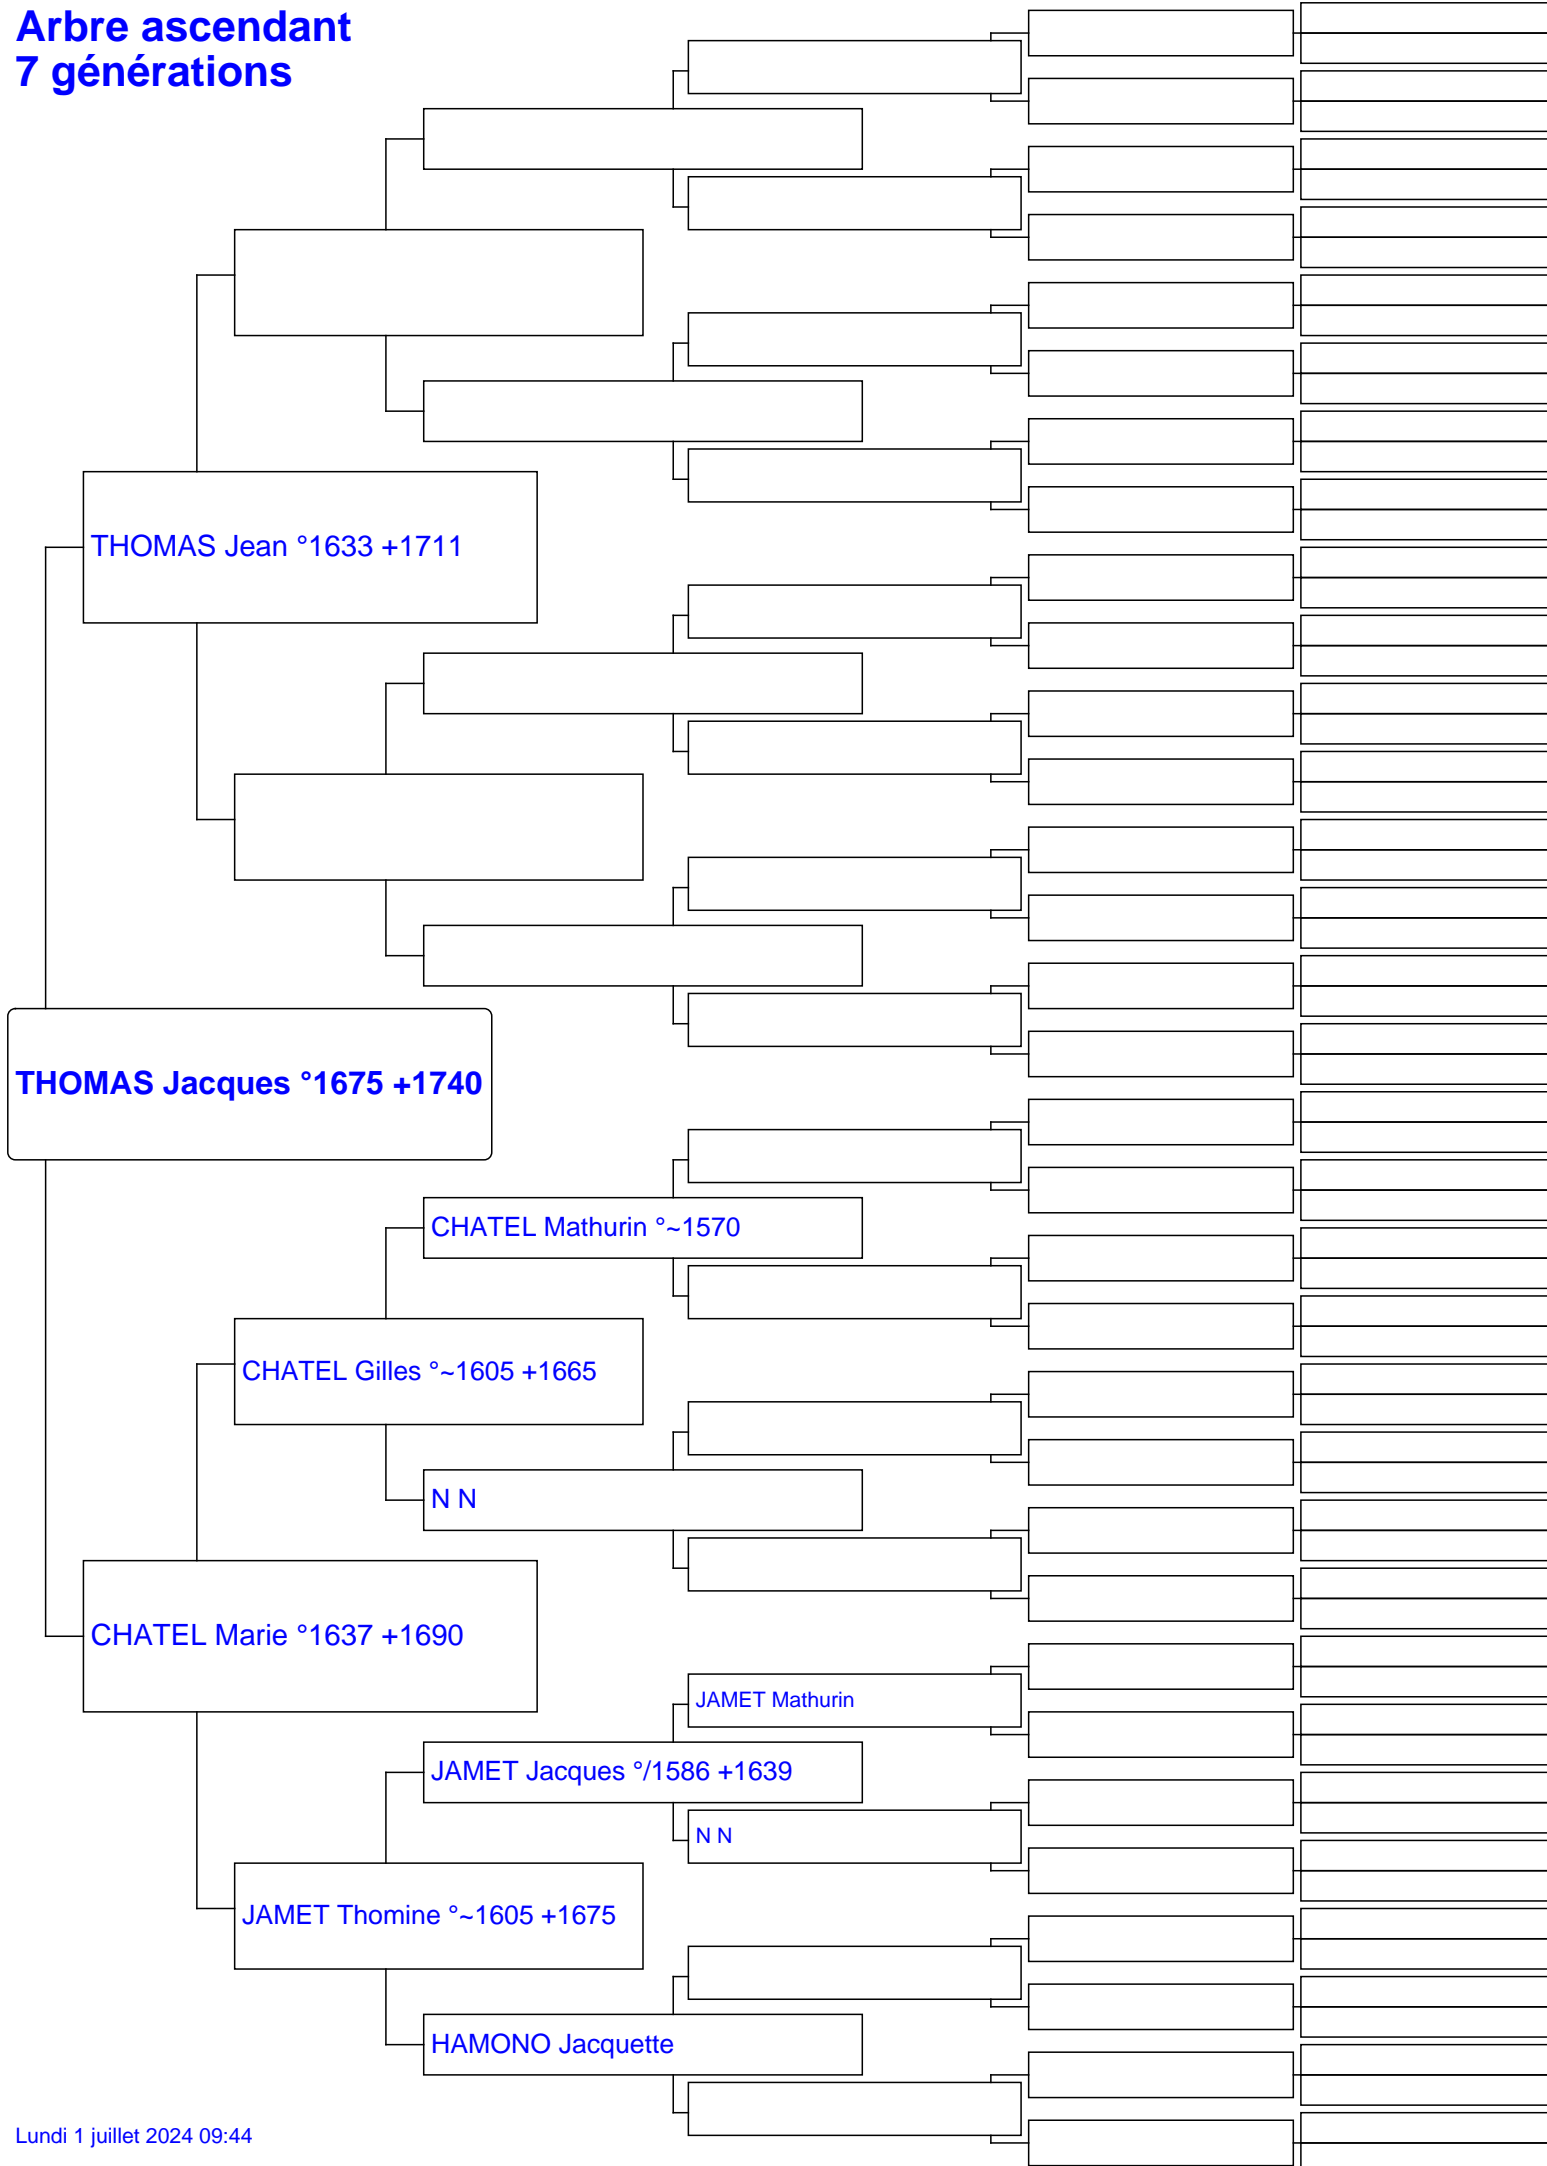 Arbre ascendant
7 générations
THOMAS Jean °1633 +1711
THOMAS Jacques °1675 +1740
CHATEL Mathurin °~1570
CHATEL Gilles °~1605 +1665
N N
CHATEL Marie °1637 +1690
JAMET Mathurin
JAMET Jacques °/1586 +1639
N N
JAMET Thomine °~1605 +1675
HAMONO Jacquette
Lundi 1 juillet 2024 09:44